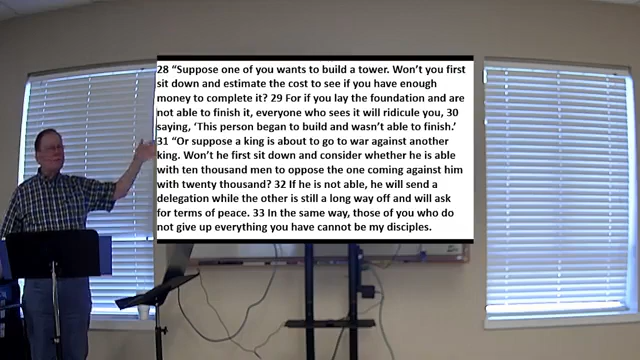 28 “Suppose one of you wants to build a tower. Won’t you first
sit down and estimate the cost to see if you have enough
money to complete it? 29 For if you lay the foundation and are
not able to finish it, everyone who sees it will ridicule you, 30
saying, ‘This person began to build and wasn’t able to finish.’
31 “Or suppose a king is about to go to war against another
king. Won’t he first sit down and consider whether he is able
with ten thousand men to oppose the one coming against him
with twenty thousand? 32 If he is not able, he will send a
delegation while the other is still a long way off and will ask
for terms of peace. 33 In the same way, those of you who do
not give up everything you have cannot be my disciples.